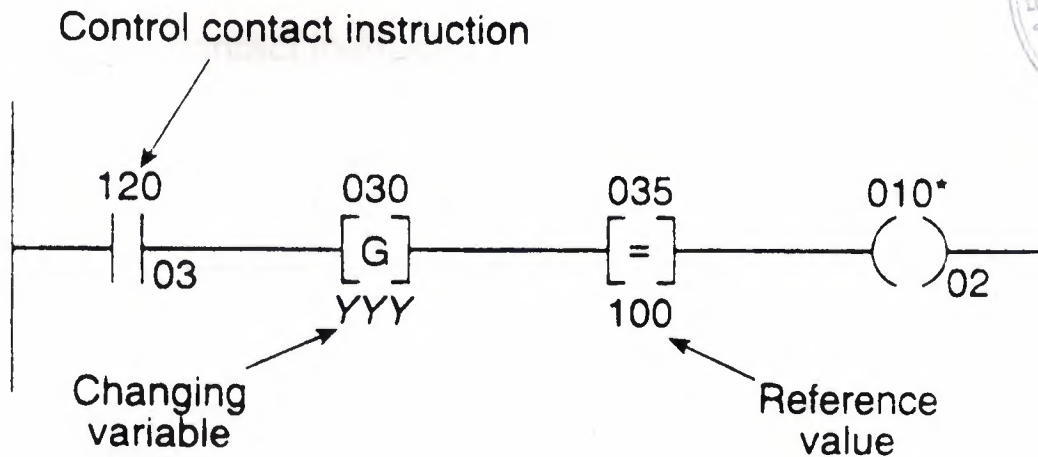 Control contact instruction
120 030 035 010*
G =
03 YYY 100 02
Changing
variable
Reference
value